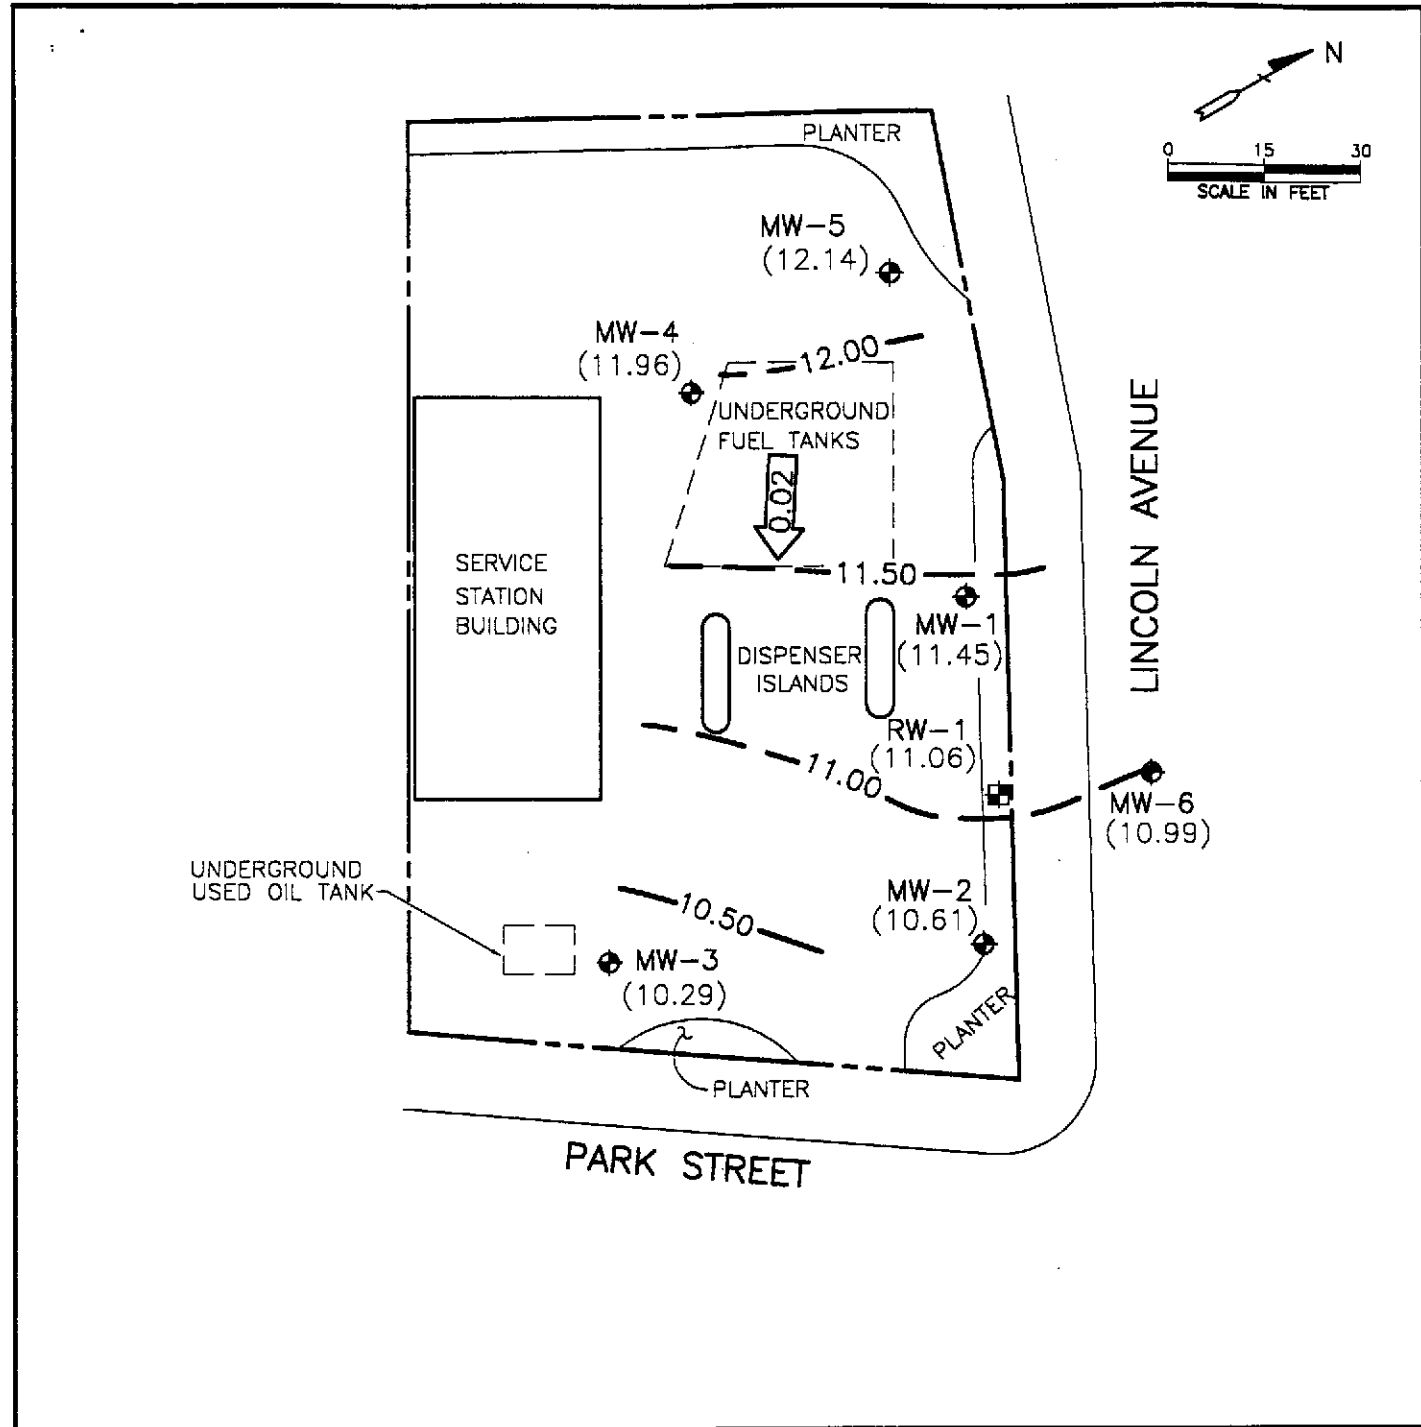 N
0 15 30
SCALE IN FEET
PLANTER
MW-5
(12.14)
MW-4
(11.96)
12.00
UNDERGROUND
FUEL TANKS
0.02
11.50
SERVICE
STATION
BUILDING
MW-1
(11.45)
DISPENSER
ISLANDS
LINCOLN AVENUE
RW-1
(11.06)
11.00
MW-6
(10.99)
UNDERGROUND
USED OIL TANK
10.50
MW-2
(10.61)
MW-3
(10.29)
PLANTER
PLANTER
PARK STREET